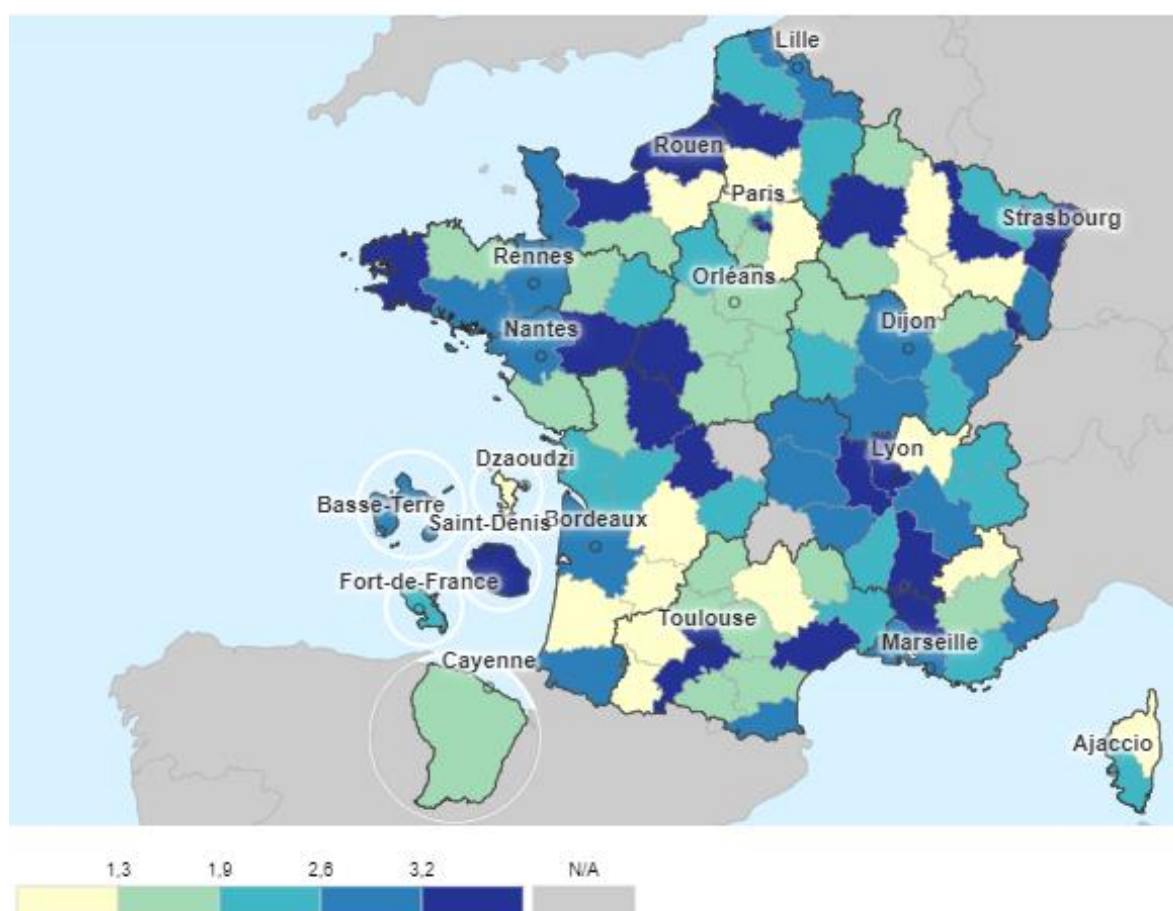 Lille
Rouen
Paris
Strasbourg
Rennes
Orléans
Nantes
Dijon
Lyon
Dzaoudzi
Basse-Terre
Saint-Denis
Bordeaux
Fort-de-France
Toulouse
Marseille
Cayenne
Ajaccio
1,3 1,9 2,6 3,2 N/A